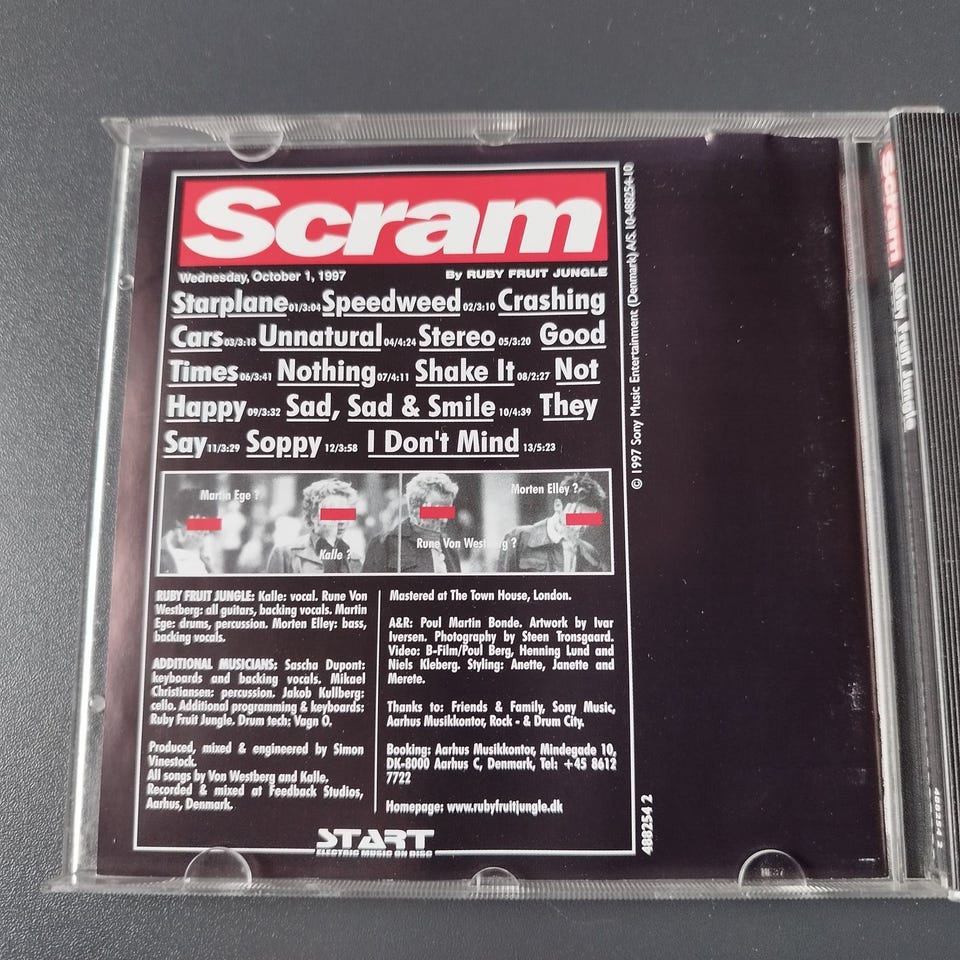 Scram
Wednesday, October 1, 1997 By RUBY FRUIT JUNGLE
Starplane 01/3:04 Speedweed 02/3:10 Crashing
Cars 03/3:18 Unnatural 04/4:24 Stereo 05/3:20 Good
Times 06/3:41 Nothing 07/4:11 Shake It 08/2:27 Not
Happy 09/3:32 Sad, Sad & Smile 10/4:39 They
Say 11/3:29 Soppy 12/3:58 I Don't Mind 13/5:23
Martin Ege ?
Kalle ?
Rune Von Westberg ?
Morten Elley ?
RUBY FRUIT JUNGLE: Kalle: vocal. Rune Von
Westberg: all guitars, backing vocals. Martin
Ege: drums, percussion. Morten Elley: bass,
backing vocals.
ADDITIONAL MUSICIANS: Sascha Dupont:
keyboards and backing vocals. Mikael
Christiansen: percussion. Jakob Kullberg:
cello. Additional programming & keyboards:
Ruby Fruit Jungle. Drum tech: Vagn O.
Produced, mixed & engineered by Simon
Vinestock.
All songs by Von Westberg and Kalle.
Recorded & mixed at Feedback Studios,
Aarhus, Denmark.
Mastered at The Town House, London.
A&R: Poul Martin Bonde. Artwork by Ivar
Iversen. Photography by Steen Tronsgaard.
Video: B-Film/Poul Berg, Henning Lund and
Niels Kleberg. Styling: Anette, Janette and
Merete.
Thanks to: Friends & Family, Sony Music,
Aarhus Musikkontor, Rock - & Drum City.
Booking: Aarhus Musikkontor, Mindegade 10,
DK-8000 Aarhus C, Denmark, Tel: +45 8612
7722
Homepage: www.rubyfruitjungle.dk
START
ELECTRIC MUSIC ON DISC
© 1997 Sony Music Entertainment (Denmark) A/S. 10-488254-10
488254 2
Scram Ruby Fruit Jungle
488254 2